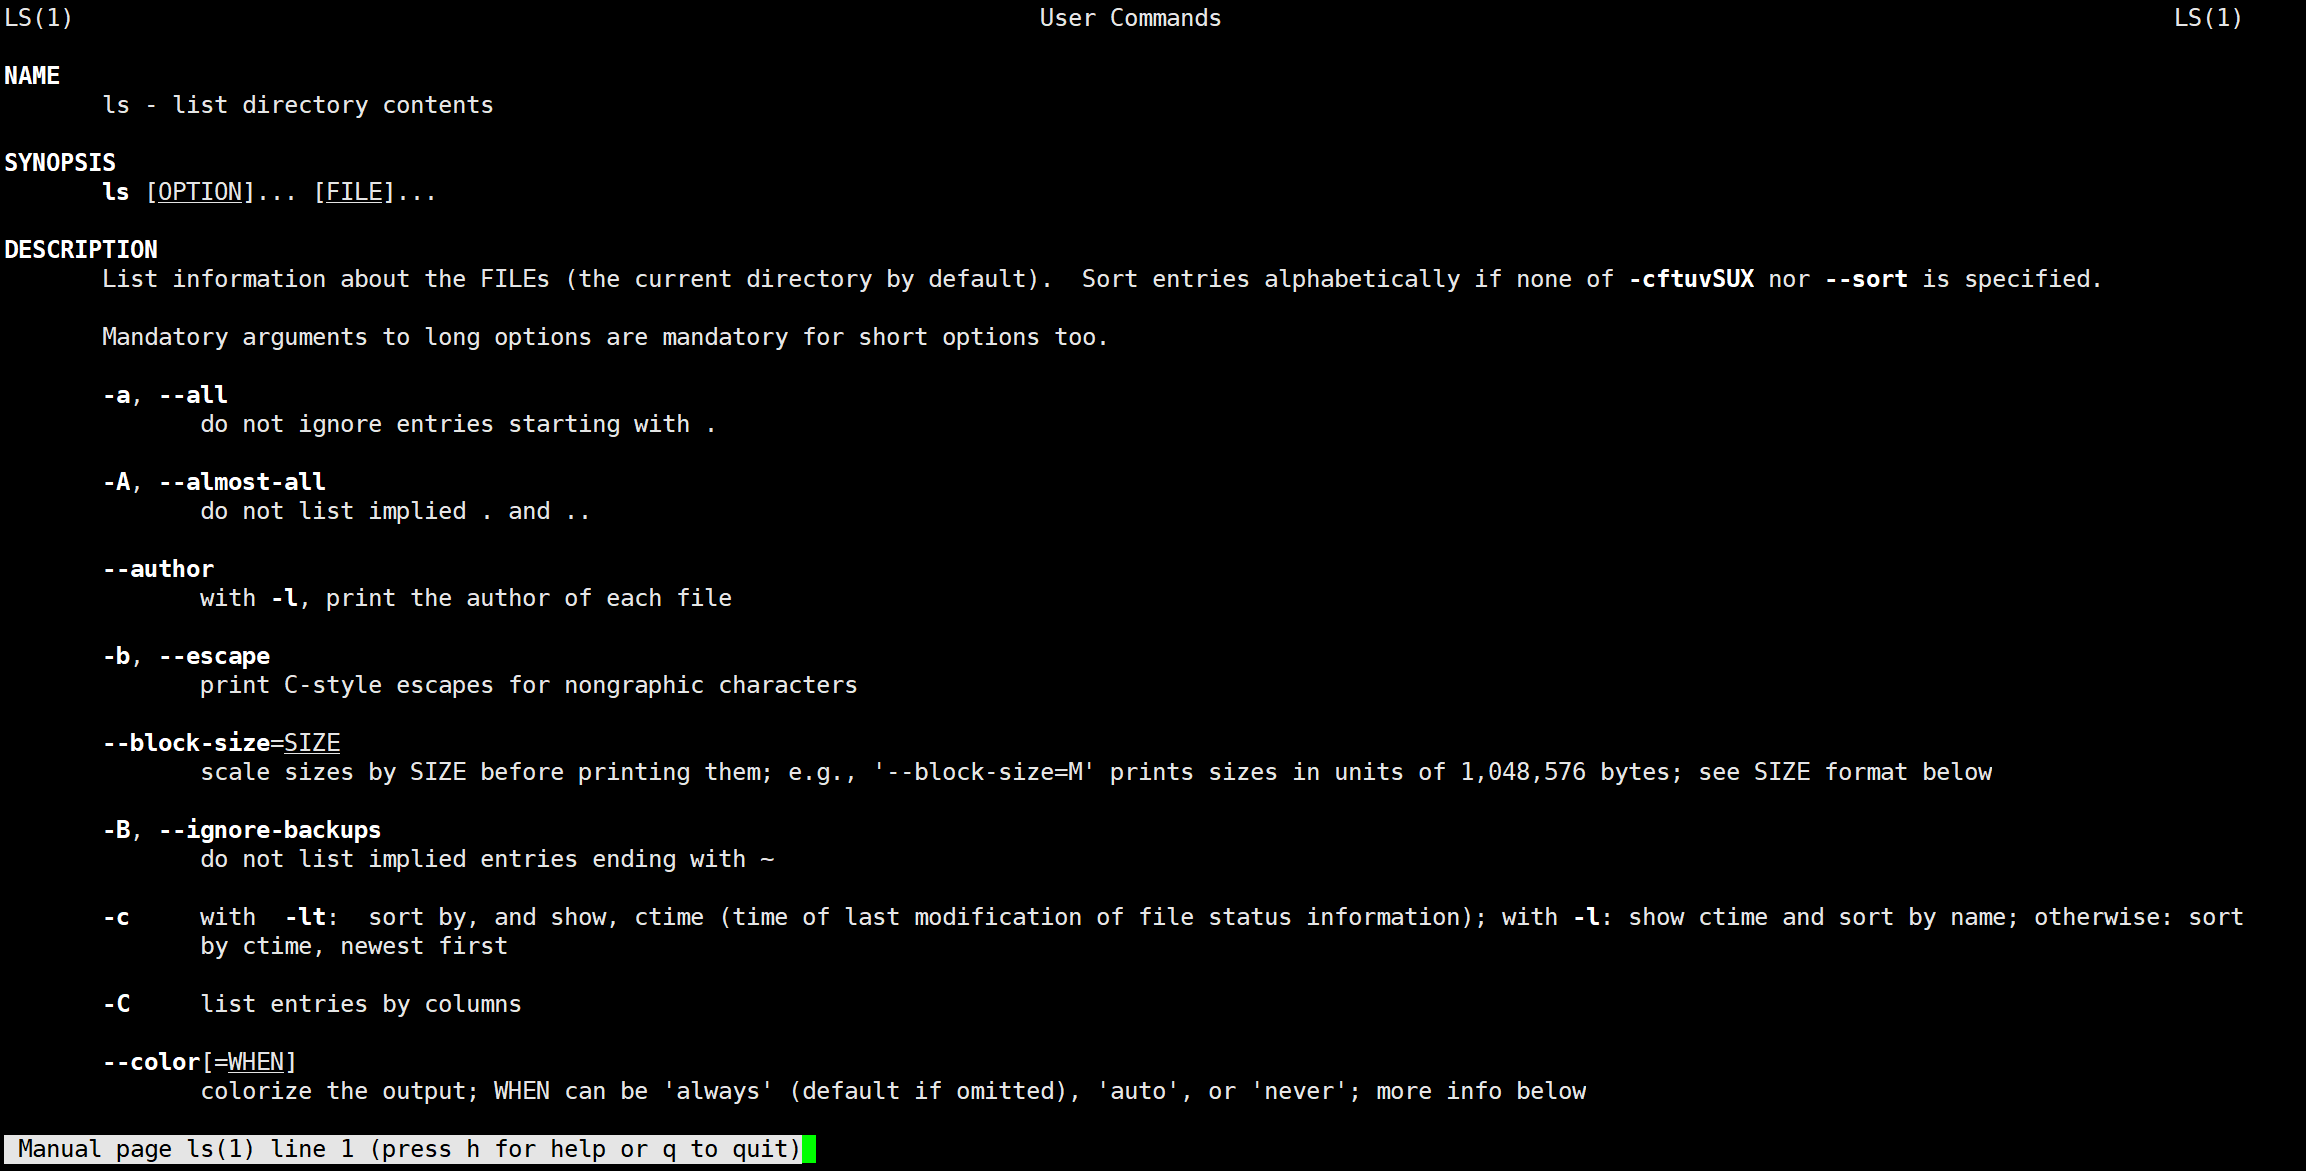 LS(1) User Commands LS(1)
NAME
ls - list directory contents
SYNOPSIS
ls [OPTION]... [FILE]...
DESCRIPTION
List information about the FILEs (the current directory by default).  Sort entries alphabetically if none of -cftuvSUX nor --sort is specified.
Mandatory arguments to long options are mandatory for short options too.
-a, --all
do not ignore entries starting with .
-A, --almost-all
do not list implied . and ..
--author
with -l, print the author of each file
-b, --escape
print C-style escapes for nongraphic characters
--block-size=SIZE
scale sizes by SIZE before printing them; e.g., '--block-size=M' prints sizes in units of 1,048,576 bytes; see SIZE format below
-B, --ignore-backups
do not list implied entries ending with ~
-c     with  -lt:  sort by, and show, ctime (time of last modification of file status information); with -l: show ctime and sort by name; otherwise: sort
by ctime, newest first
-C     list entries by columns
--color[=WHEN]
colorize the output; WHEN can be 'always' (default if omitted), 'auto', or 'never'; more info below
Manual page ls(1) line 1 (press h for help or q to quit)